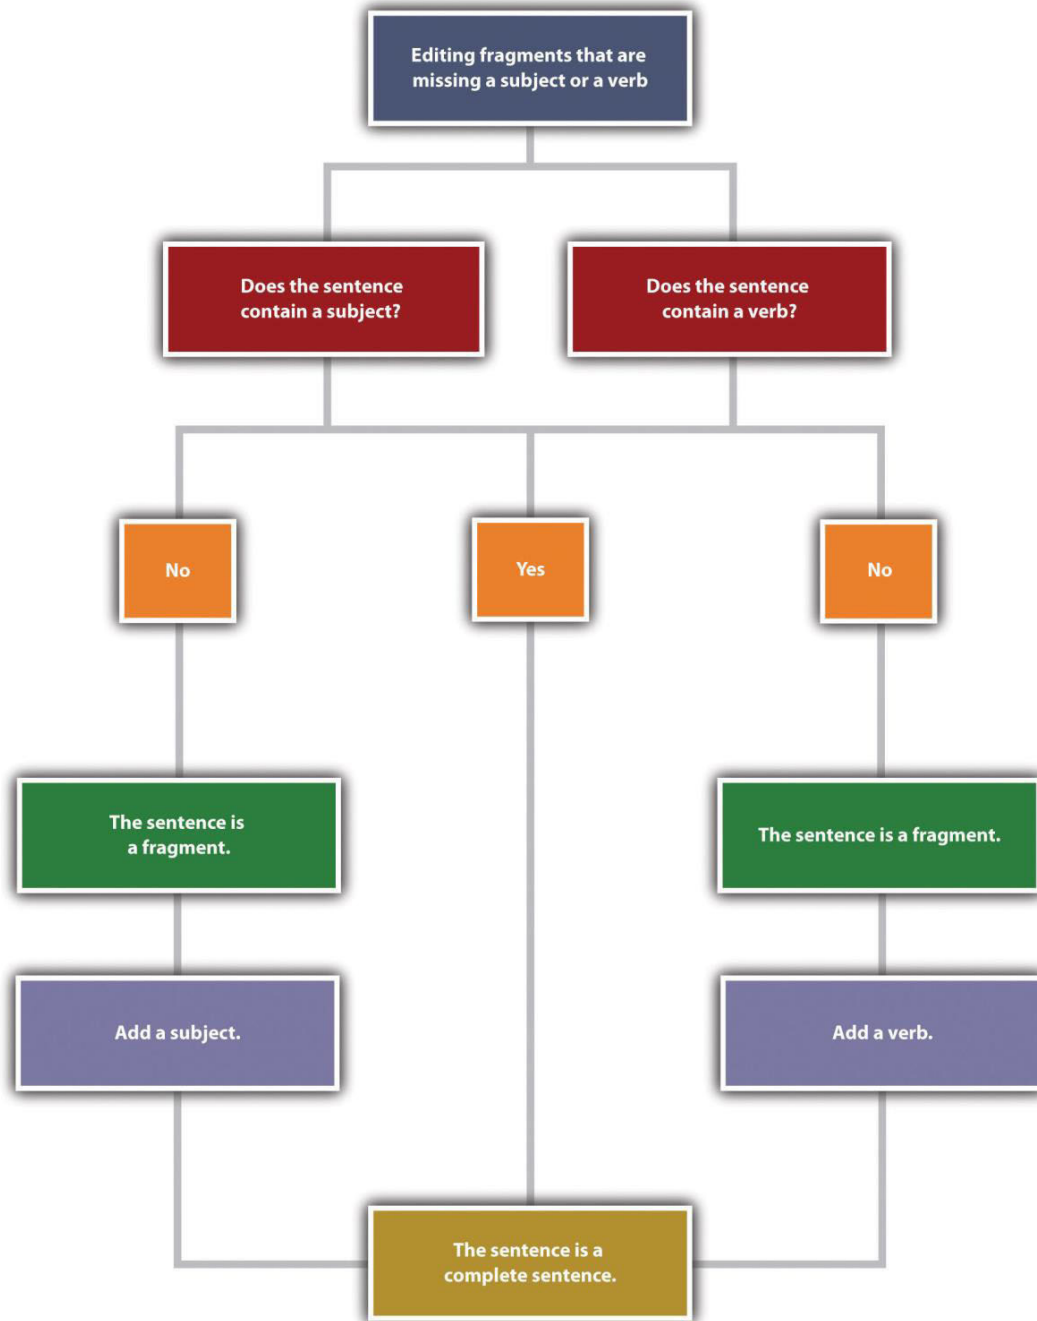 Editing fragments that are
missing a subject or a verb
Does the sentence
contain a subject?
Does the sentence
contain a verb?
No
Yes
No
The sentence is
a fragment.
The sentence is a fragment.
Add a subject.
Add a verb.
The sentence is a
complete sentence.